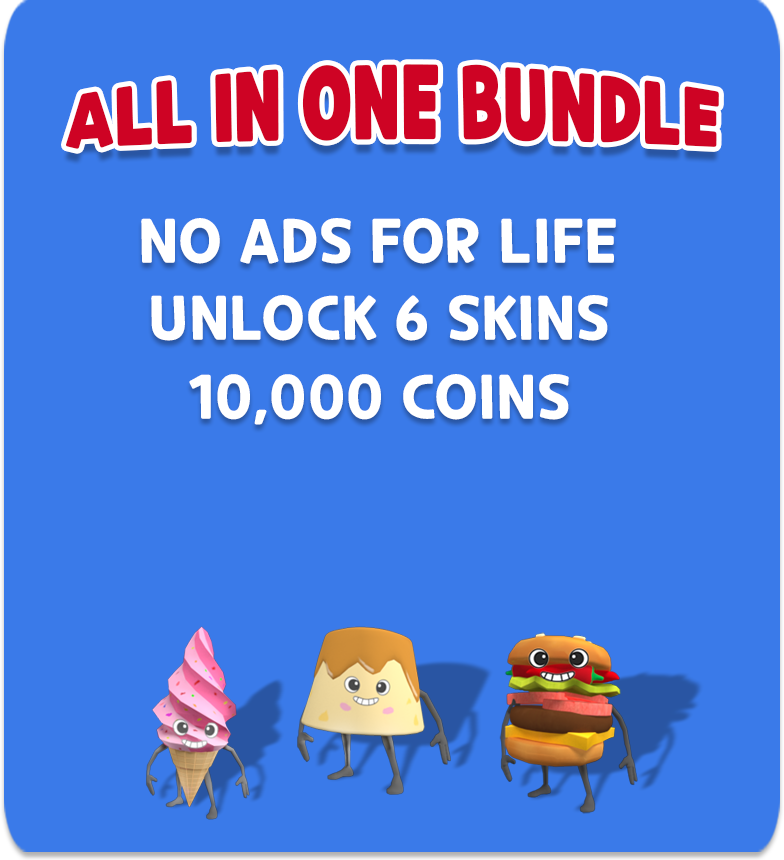 ALL IN ONE BUNDLE
NO ADS FOR LIFE
UNLOCK 6 SKINS
10,000 COINS